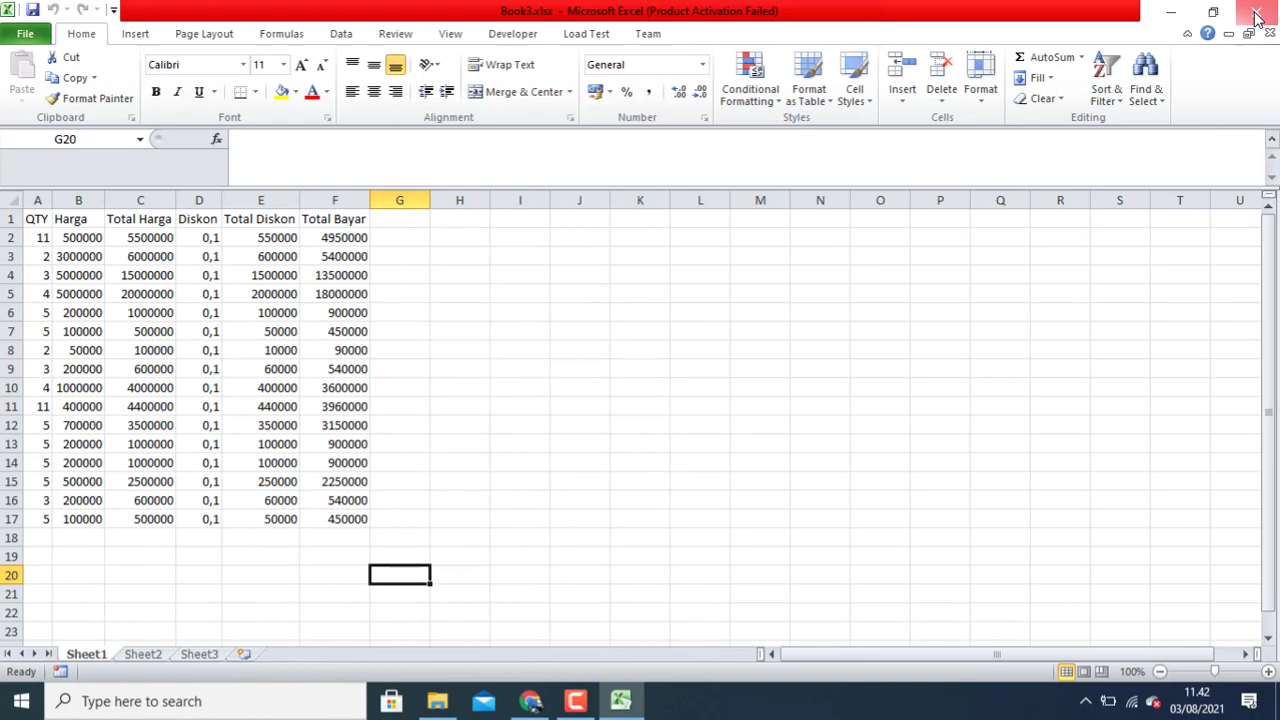 Book3.xlsx - Microsoft Excel (Product Activation Failed)
File Home Insert Page Layout Formulas Data Review View Developer Load Test Team
Paste Cut Copy Format Painter Clipboard
Calibri 11 A A B I U A Font
Wrap Text Merge & Center Alignment
General % , Number
Conditional Formatting Format as Table Cell Styles Styles
Insert Delete Format Cells
Σ AutoSum Fill Clear Sort & Filter Find & Select Editing
G20 fx
A B C D E F G H I J K L M N O P Q R S T U
1 QTY Harga Total Harga Diskon Total Diskon Total Bayar
2 11 500000 5500000 0,1 550000 4950000
3 2 3000000 6000000 0,1 600000 5400000
4 3 5000000 15000000 0,1 1500000 13500000
5 4 5000000 20000000 0,1 2000000 18000000
6 5 200000 1000000 0,1 100000 900000
7 5 100000 500000 0,1 50000 450000
8 2 50000 100000 0,1 10000 90000
9 3 200000 600000 0,1 60000 540000
10 4 1000000 4000000 0,1 400000 3600000
11 11 400000 4400000 0,1 440000 3960000
12 5 700000 3500000 0,1 350000 3150000
13 5 200000 1000000 0,1 100000 900000
14 5 200000 1000000 0,1 100000 900000
15 5 500000 2500000 0,1 250000 2250000
16 3 200000 600000 0,1 60000 540000
17 5 100000 500000 0,1 50000 450000
18
19
20
21
22
23
Sheet1 Sheet2 Sheet3
Ready 100%
Type here to search 11.42
03/08/2021